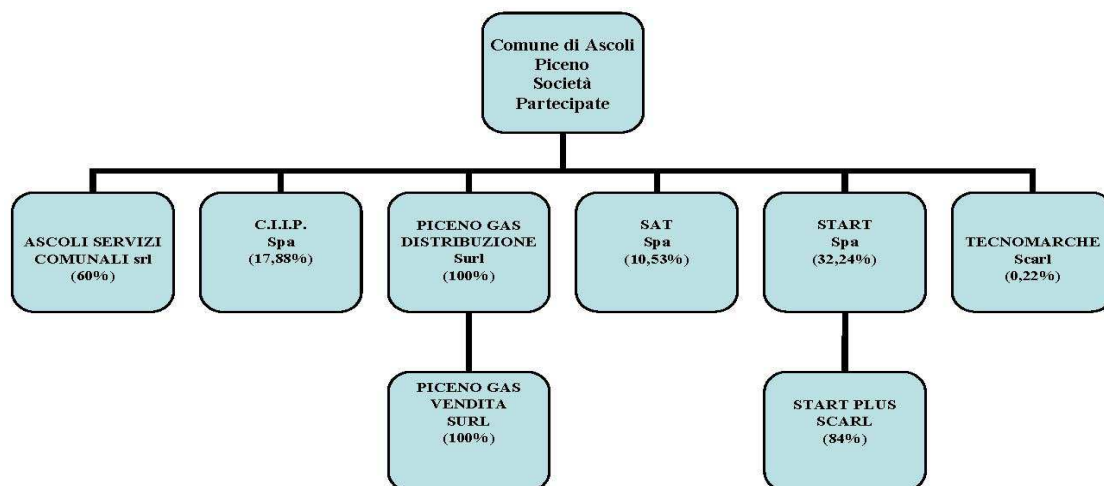 Comune di Ascoli
Piceno
Società
Partecipate
ASCOLI SERVIZI
COMUNALI srl
(60%)
C.I.I.P.
Spa
(17,88%)
PICENO GAS
DISTRIBUZIONE
Surl
(100%)
SAT
Spa
(10,53%)
START
Spa
(32,24%)
TECNOMARCHE
Scarl
(0,22%)
PICENO GAS
VENDITA
SURL
(100%)
START PLUS
SCARL
(84%)